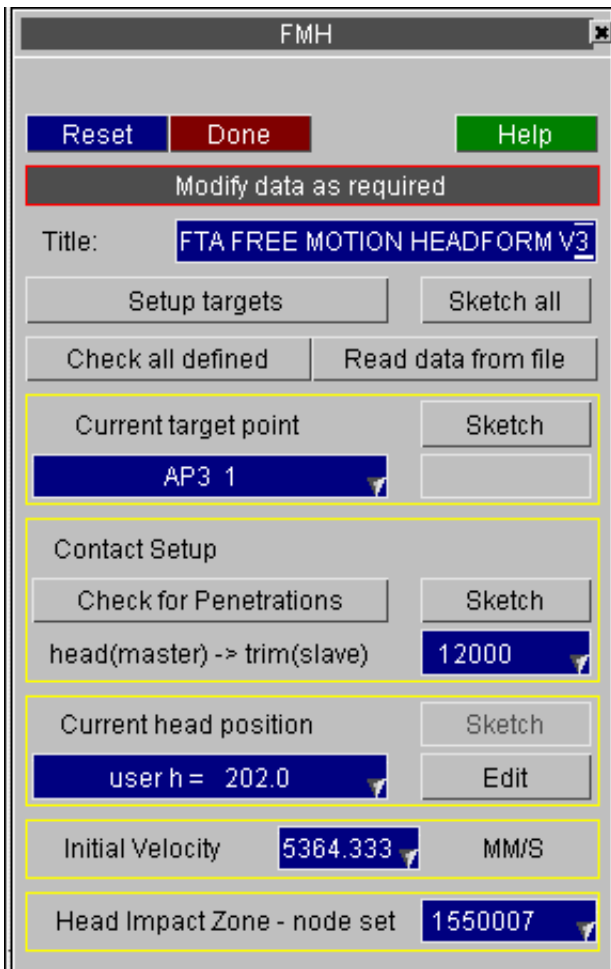 FMH
Reset Done Help
Modify data as required
Title: FTA FREE MOTION HEADFORM V3
Setup targets Sketch all
Check all defined Read data from file
Current target point Sketch
AP3 1
Contact Setup
Check for Penetrations Sketch
head(master) -> trim(slave) 12000
Current head position Sketch
user h = 202.0 Edit
Initial Velocity 5364.333 MM/S
Head Impact Zone - node set 1550007